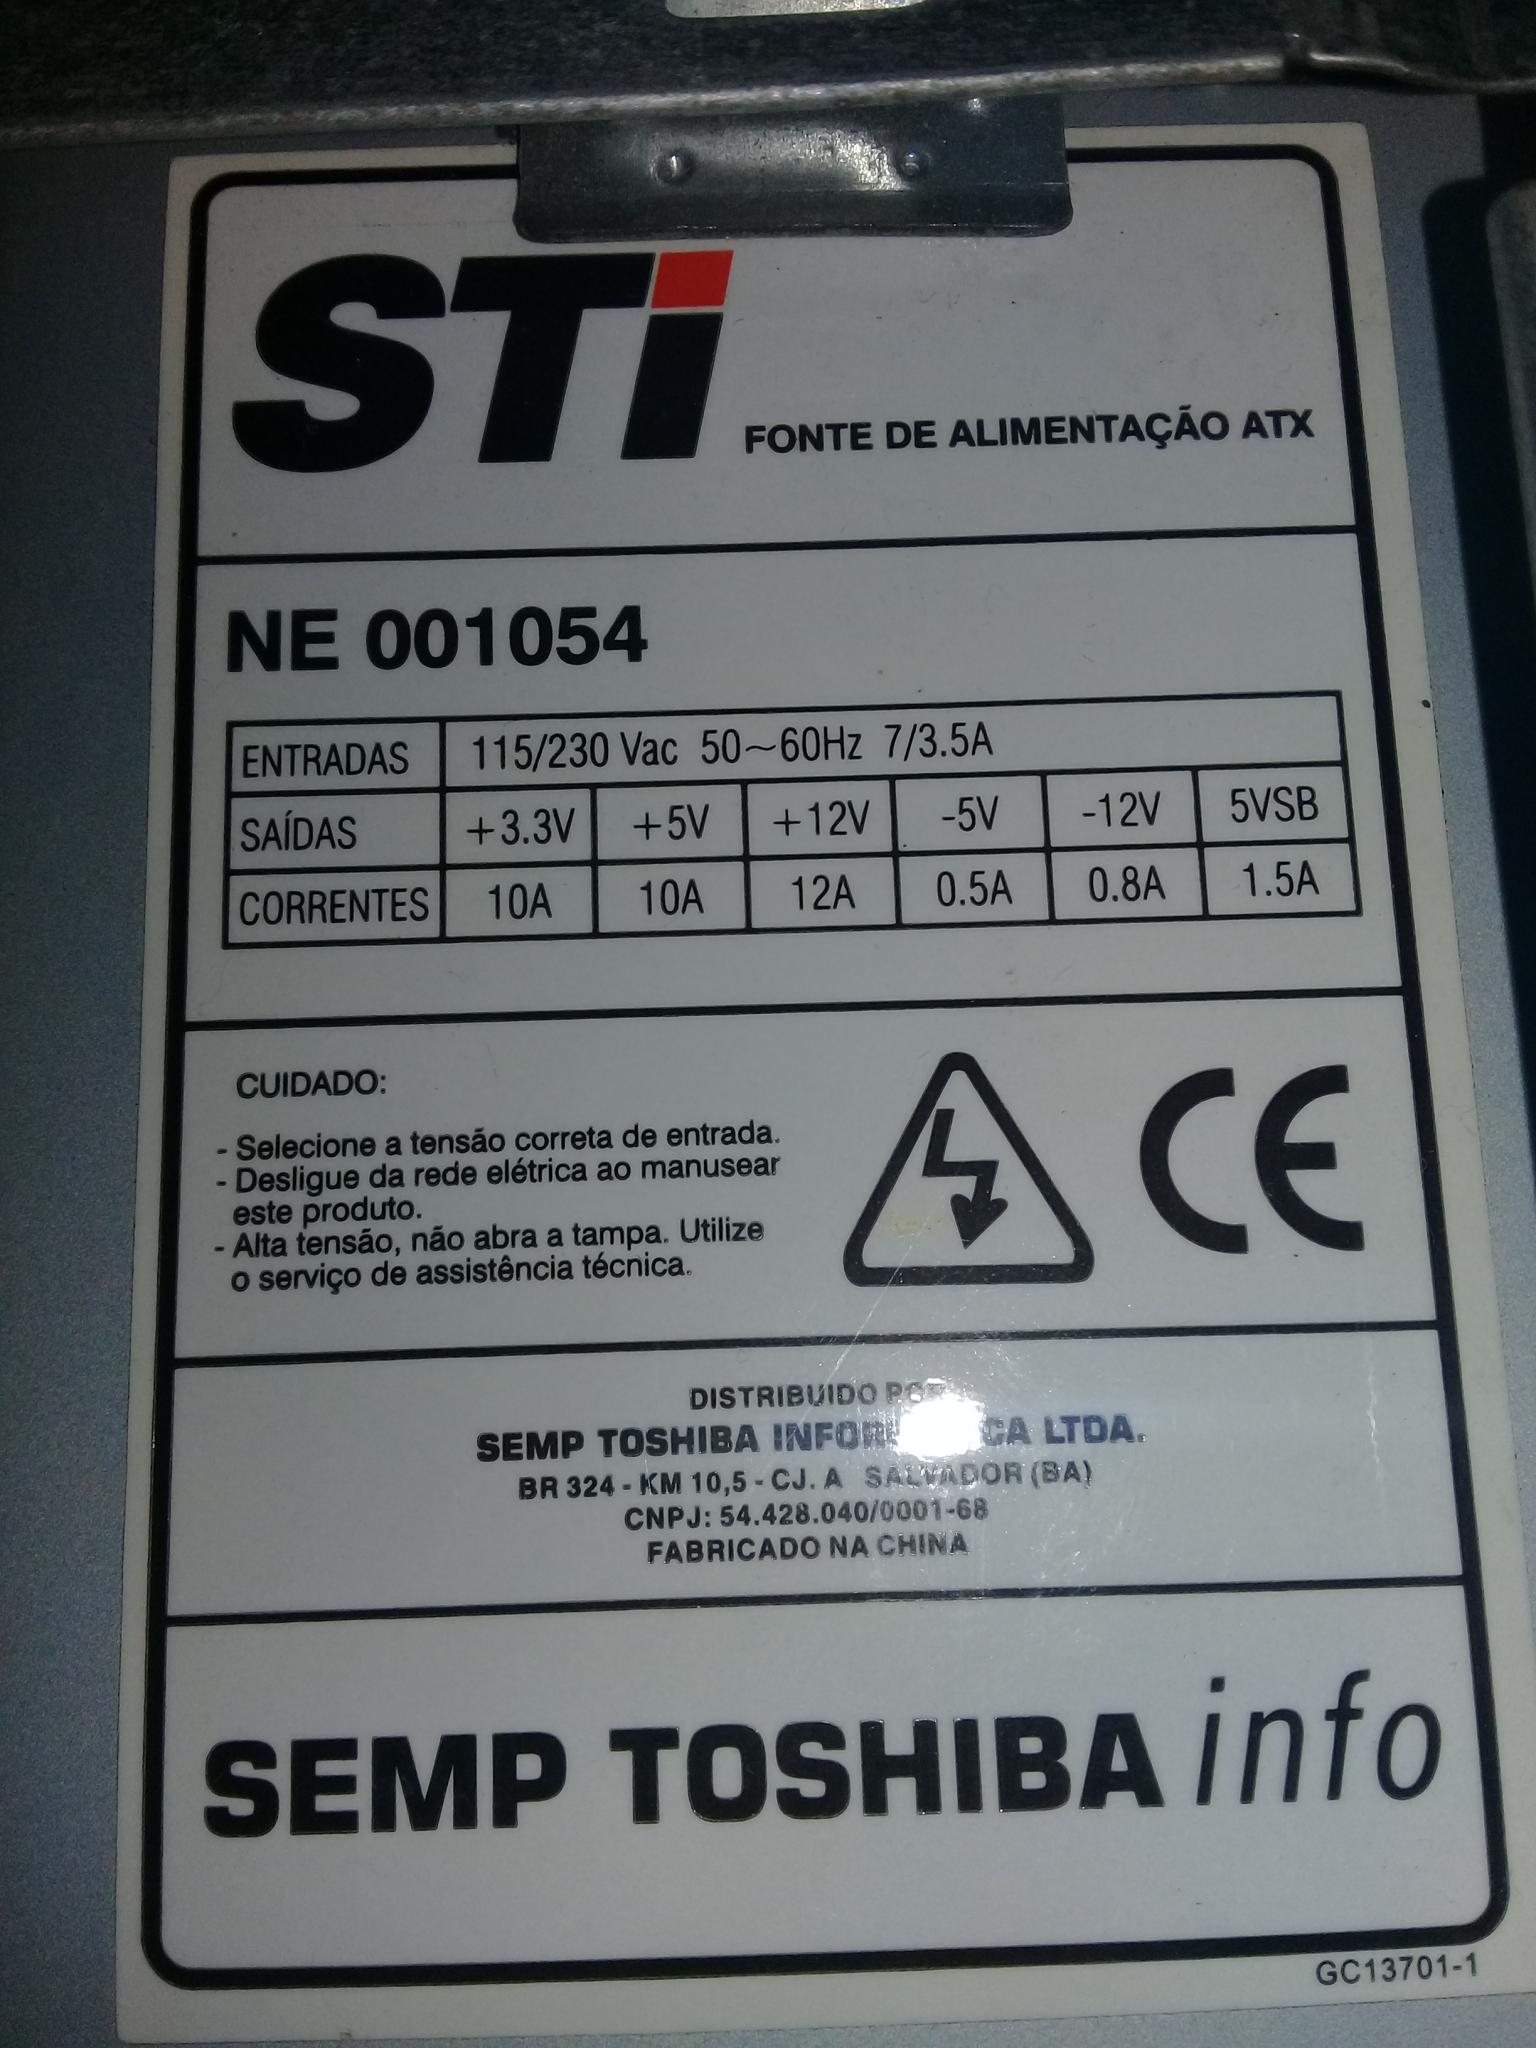 STi
FONTE DE ALIMENTAÇÃO ATX
NE 001054
ENTRADAS 115/230 Vac 50~60Hz 7/3.5A
SAÍDAS +3.3V +5V +12V -5V -12V 5VSB
CORRENTES 10A 10A 12A 0.5A 0.8A 1.5A
CUIDADO:
- Selecione a tensão correta de entrada.
- Desligue da rede elétrica ao manusear
este produto.
- Alta tensão, não abra a tampa. Utilize
o serviço de assistência técnica.
CE
DISTRIBUIDO POR
SEMP TOSHIBA LTDA.
BR 324 - KM 10,5 - CJ. A SALVADOR (BA)
CNPJ: 54.428.040/0001-68
FABRICADO NA CHINA
SEMP TOSHIBA info
GC13701-1